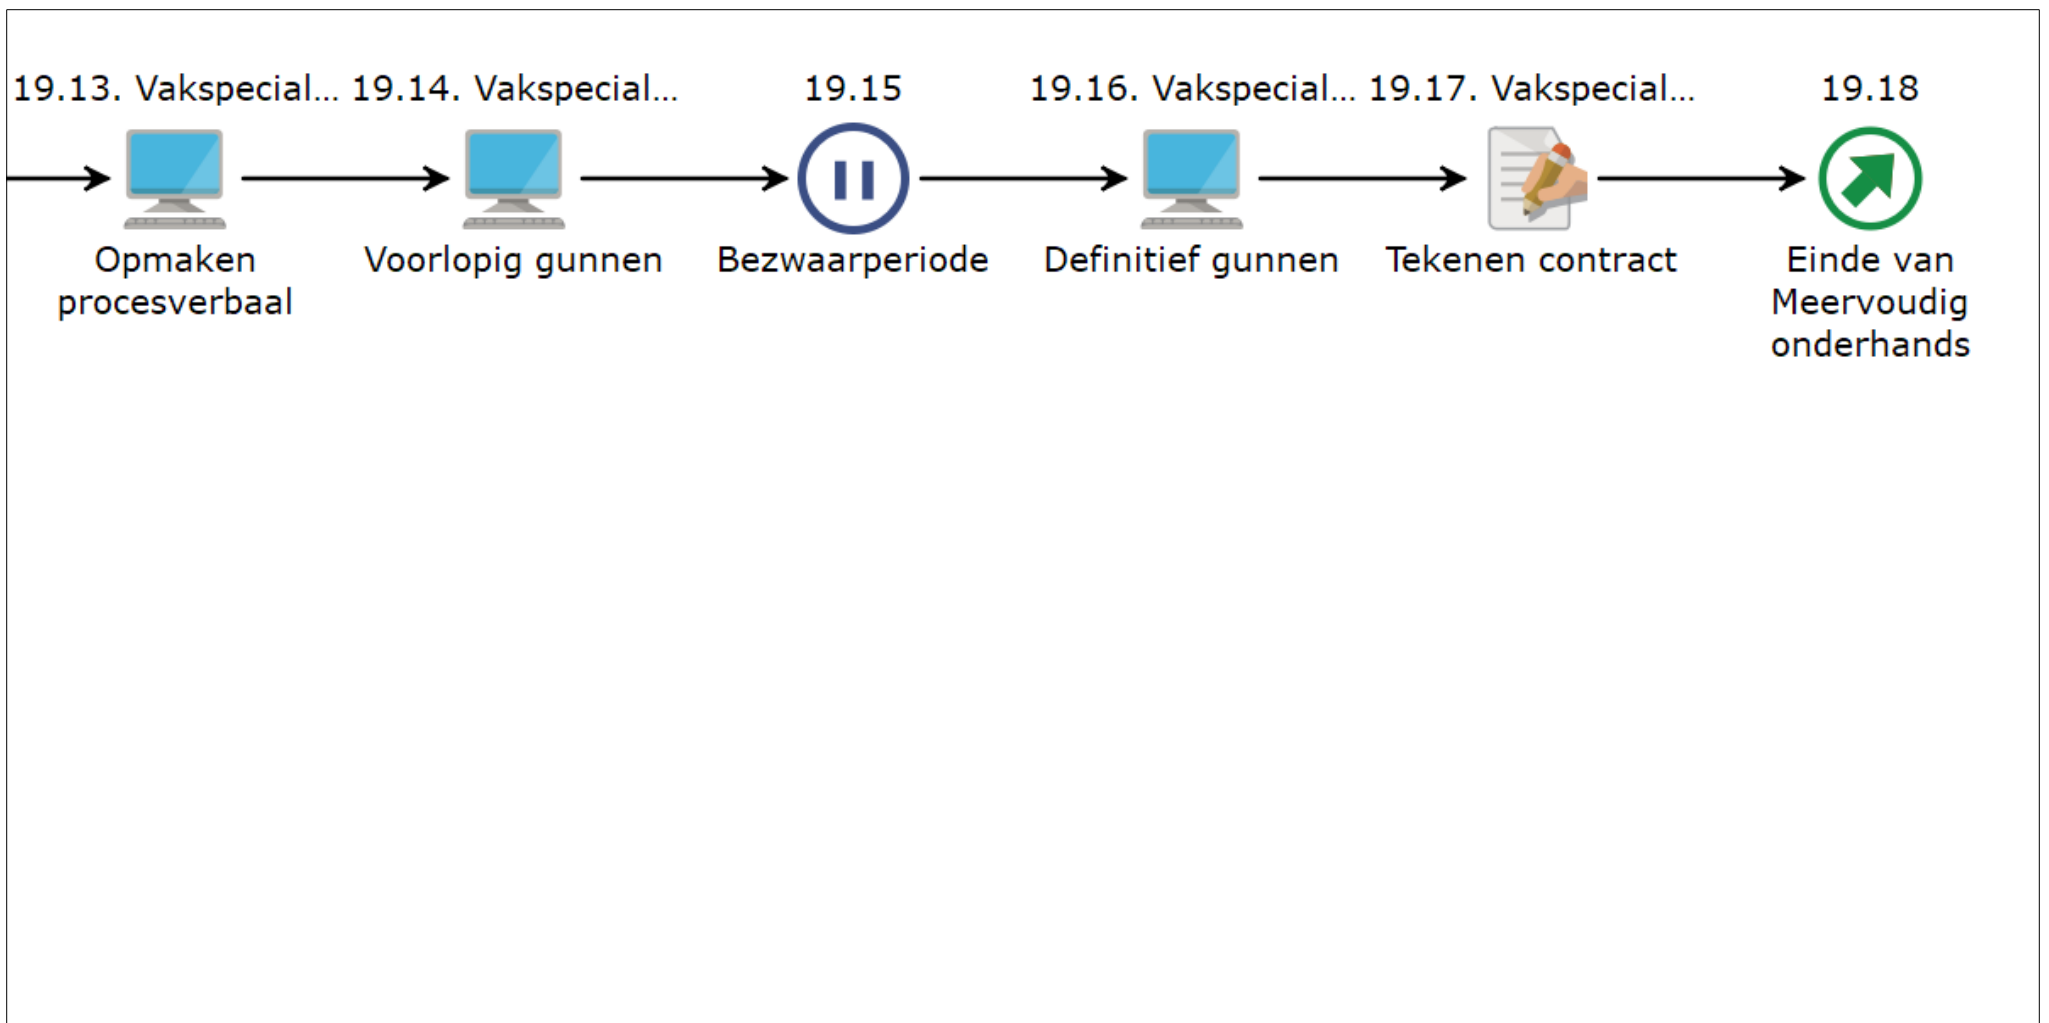 19.13. Vakspecial...
19.14. Vakspecial...
19.15
19.16. Vakspecial...
19.17. Vakspecial...
19.18
Opmaken
procesverbaal
Voorlopig gunnen
Bezwaarperiode
Definitief gunnen
Tekenen contract
Einde van
Meervoudig
onderhands